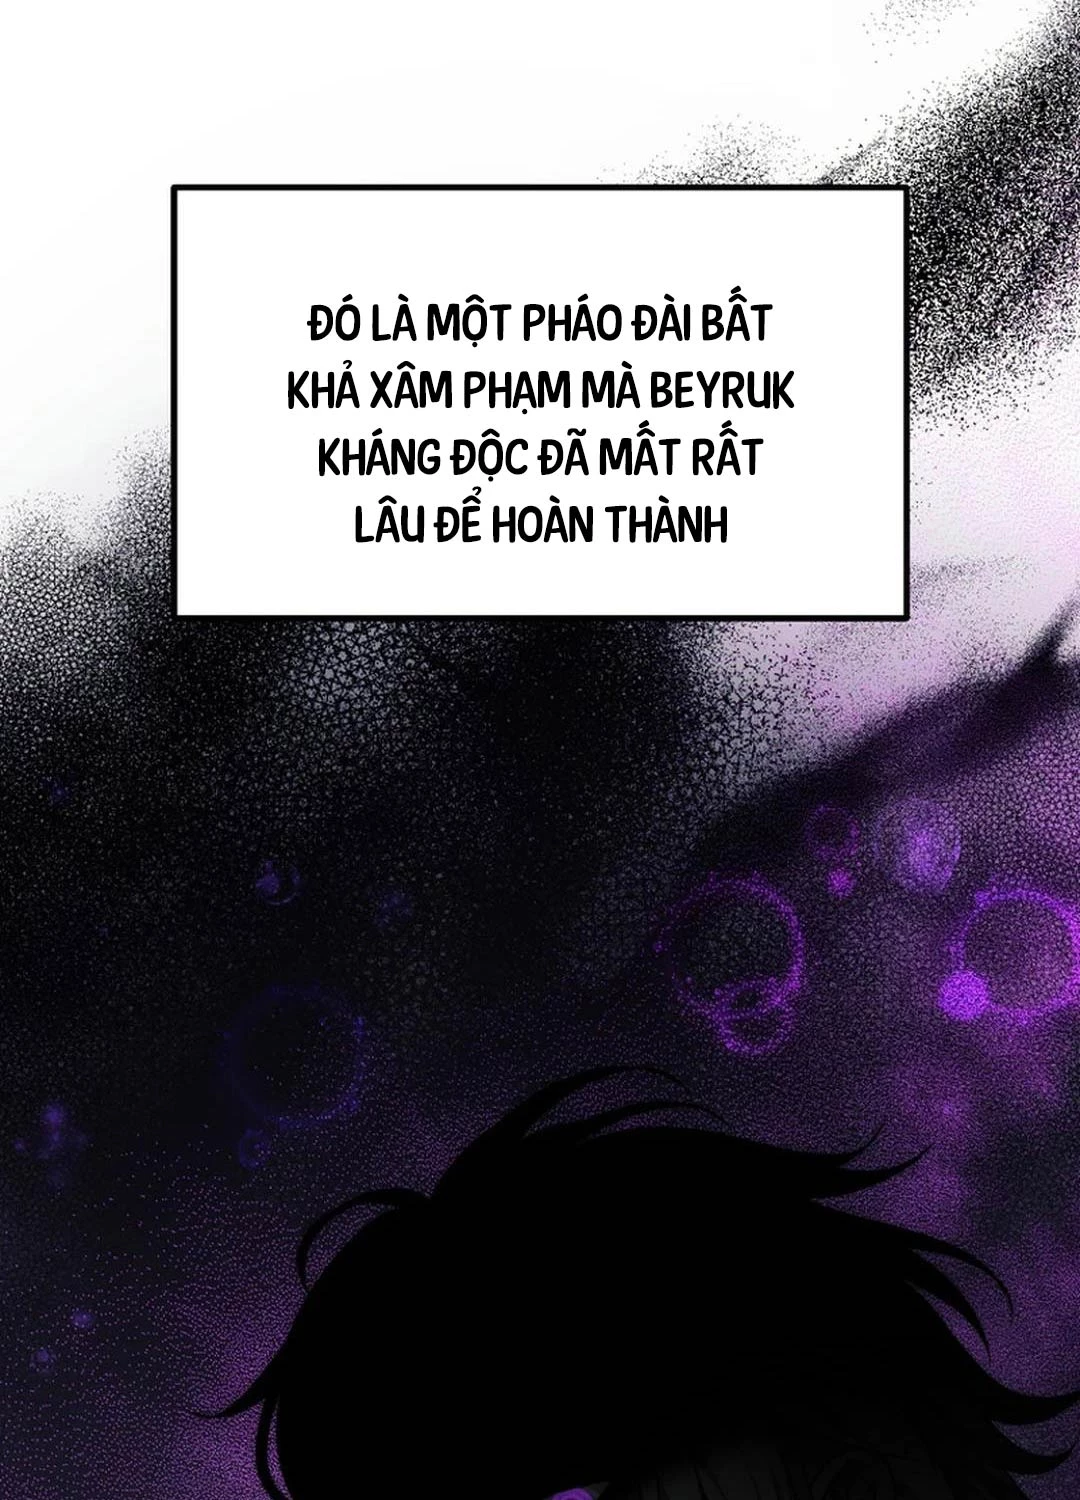 ĐÓ LÀ MỘT PHÁO ĐÀI BẤT
KHẢ XÂM PHẠM MÀ BEYRUK
KHÁNG ĐỘC ĐÃ MẤT RẤT
LÂU ĐỂ HOÀN THÀNH